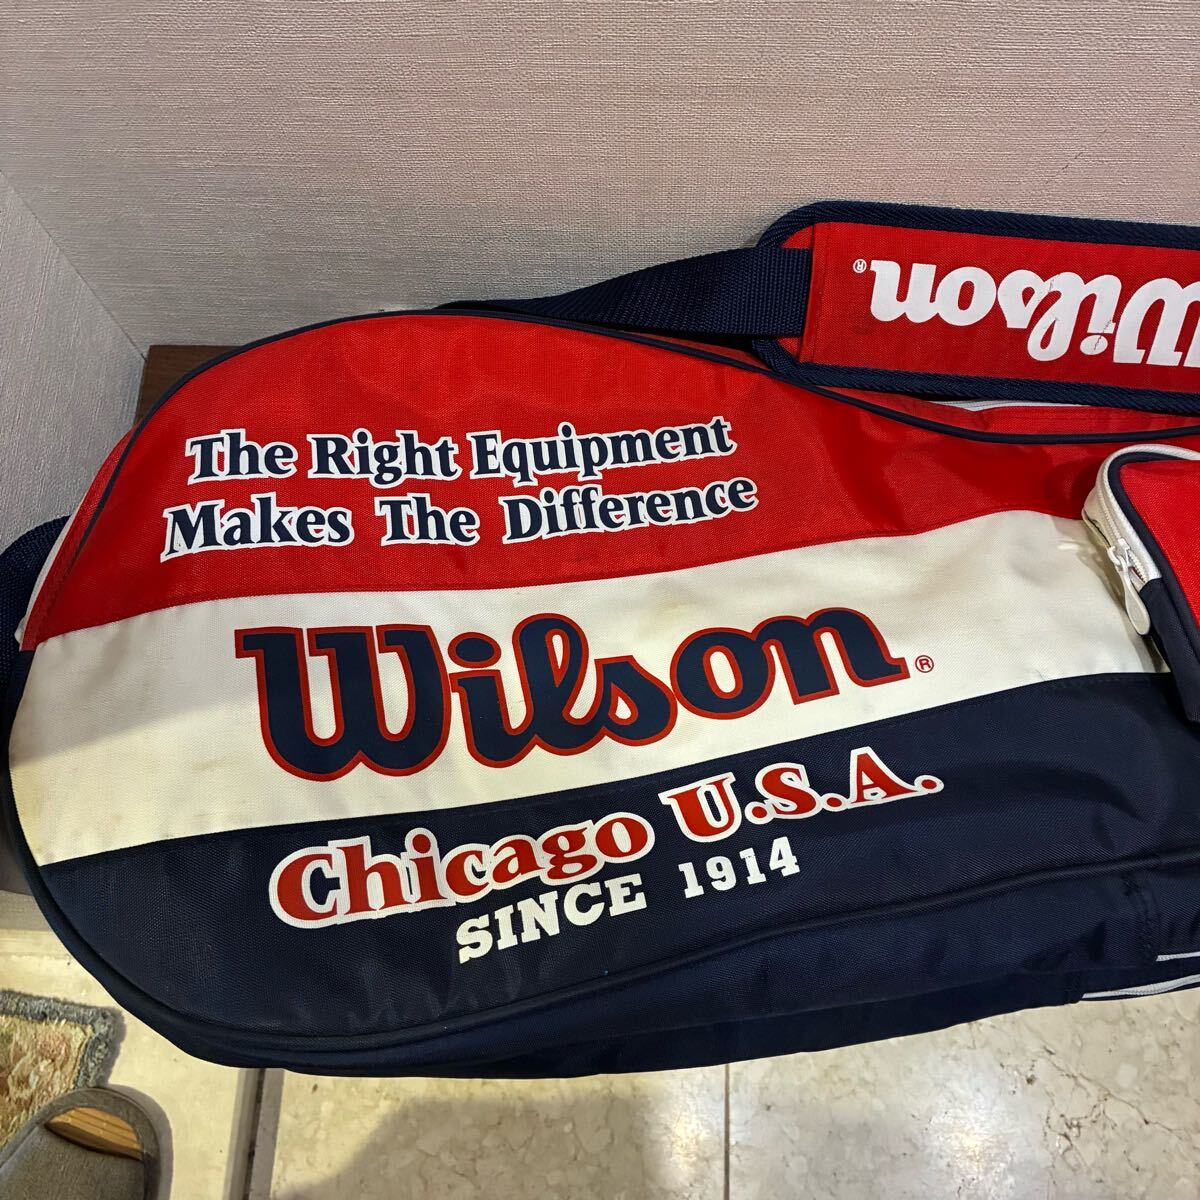 Wilson®
The Right Equipment
Makes The Difference
Wilson®
Chicago U.S.A.
SINCE 1914